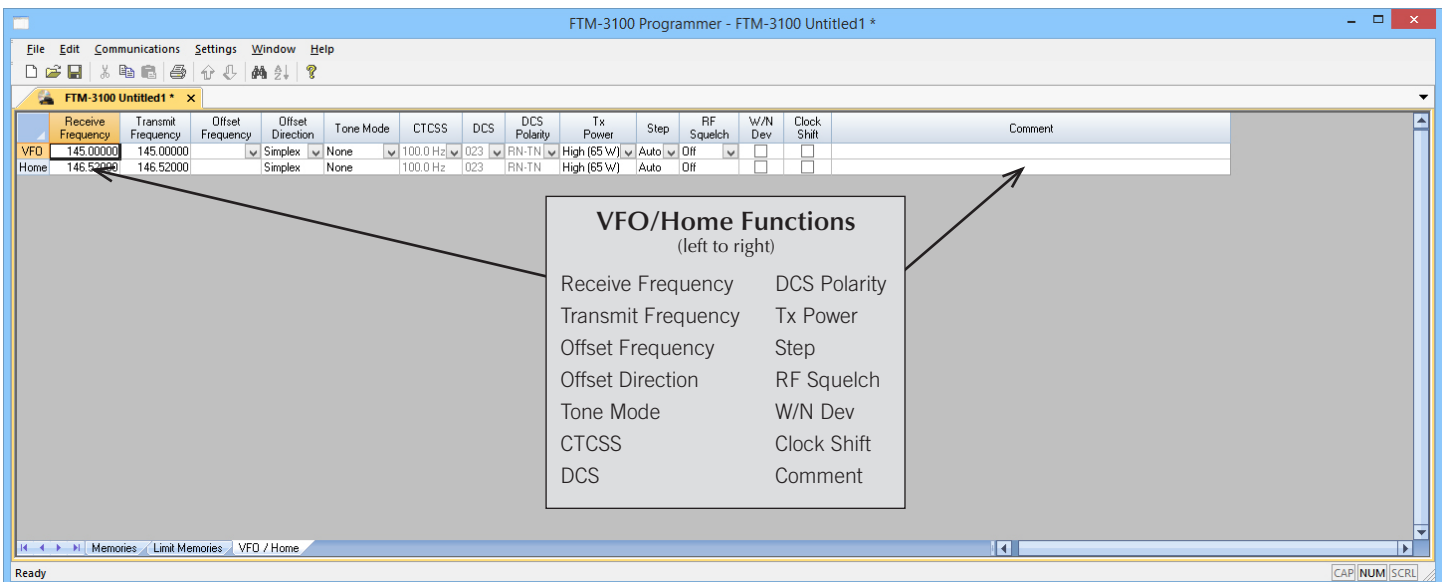 FTM-3100 Programmer - FTM-3100 Untitled1 *
File Edit Communications Settings Window Help
FTM-3100 Untitled1 *
Receive Frequency Transmit Frequency Offset Frequency Offset Direction Tone Mode CTCSS DCS DCS Polarity Tx Power Step RF Squelch W/N Dev Clock Shift Comment
VFO 145.00000 145.00000 Simplex None 100.0 Hz 023 RN-TN High (65 W) Auto Off
Home 146.52000 146.52000 Simplex None 100.0 Hz 023 RN-TN High (65 W) Auto Off
VFO/Home Functions
(left to right)
Receive Frequency DCS Polarity
Transmit Frequency Tx Power
Offset Frequency Step
Offset Direction RF Squelch
Tone Mode W/N Dev
CTCSS Clock Shift
DCS Comment
Memories Limit Memories VFO / Home
Ready CAP NUM SCRL